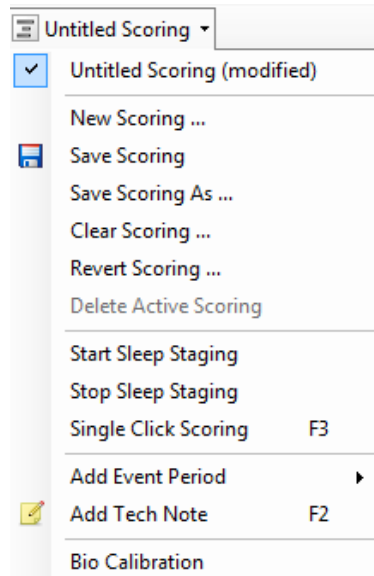 Untitled Scoring
Untitled Scoring (modified)
New Scoring ...
Save Scoring
Save Scoring As ...
Clear Scoring ...
Revert Scoring ...
Delete Active Scoring
Start Sleep Staging
Stop Sleep Staging
Single Click Scoring F3
Add Event Period
Add Tech Note F2
Bio Calibration